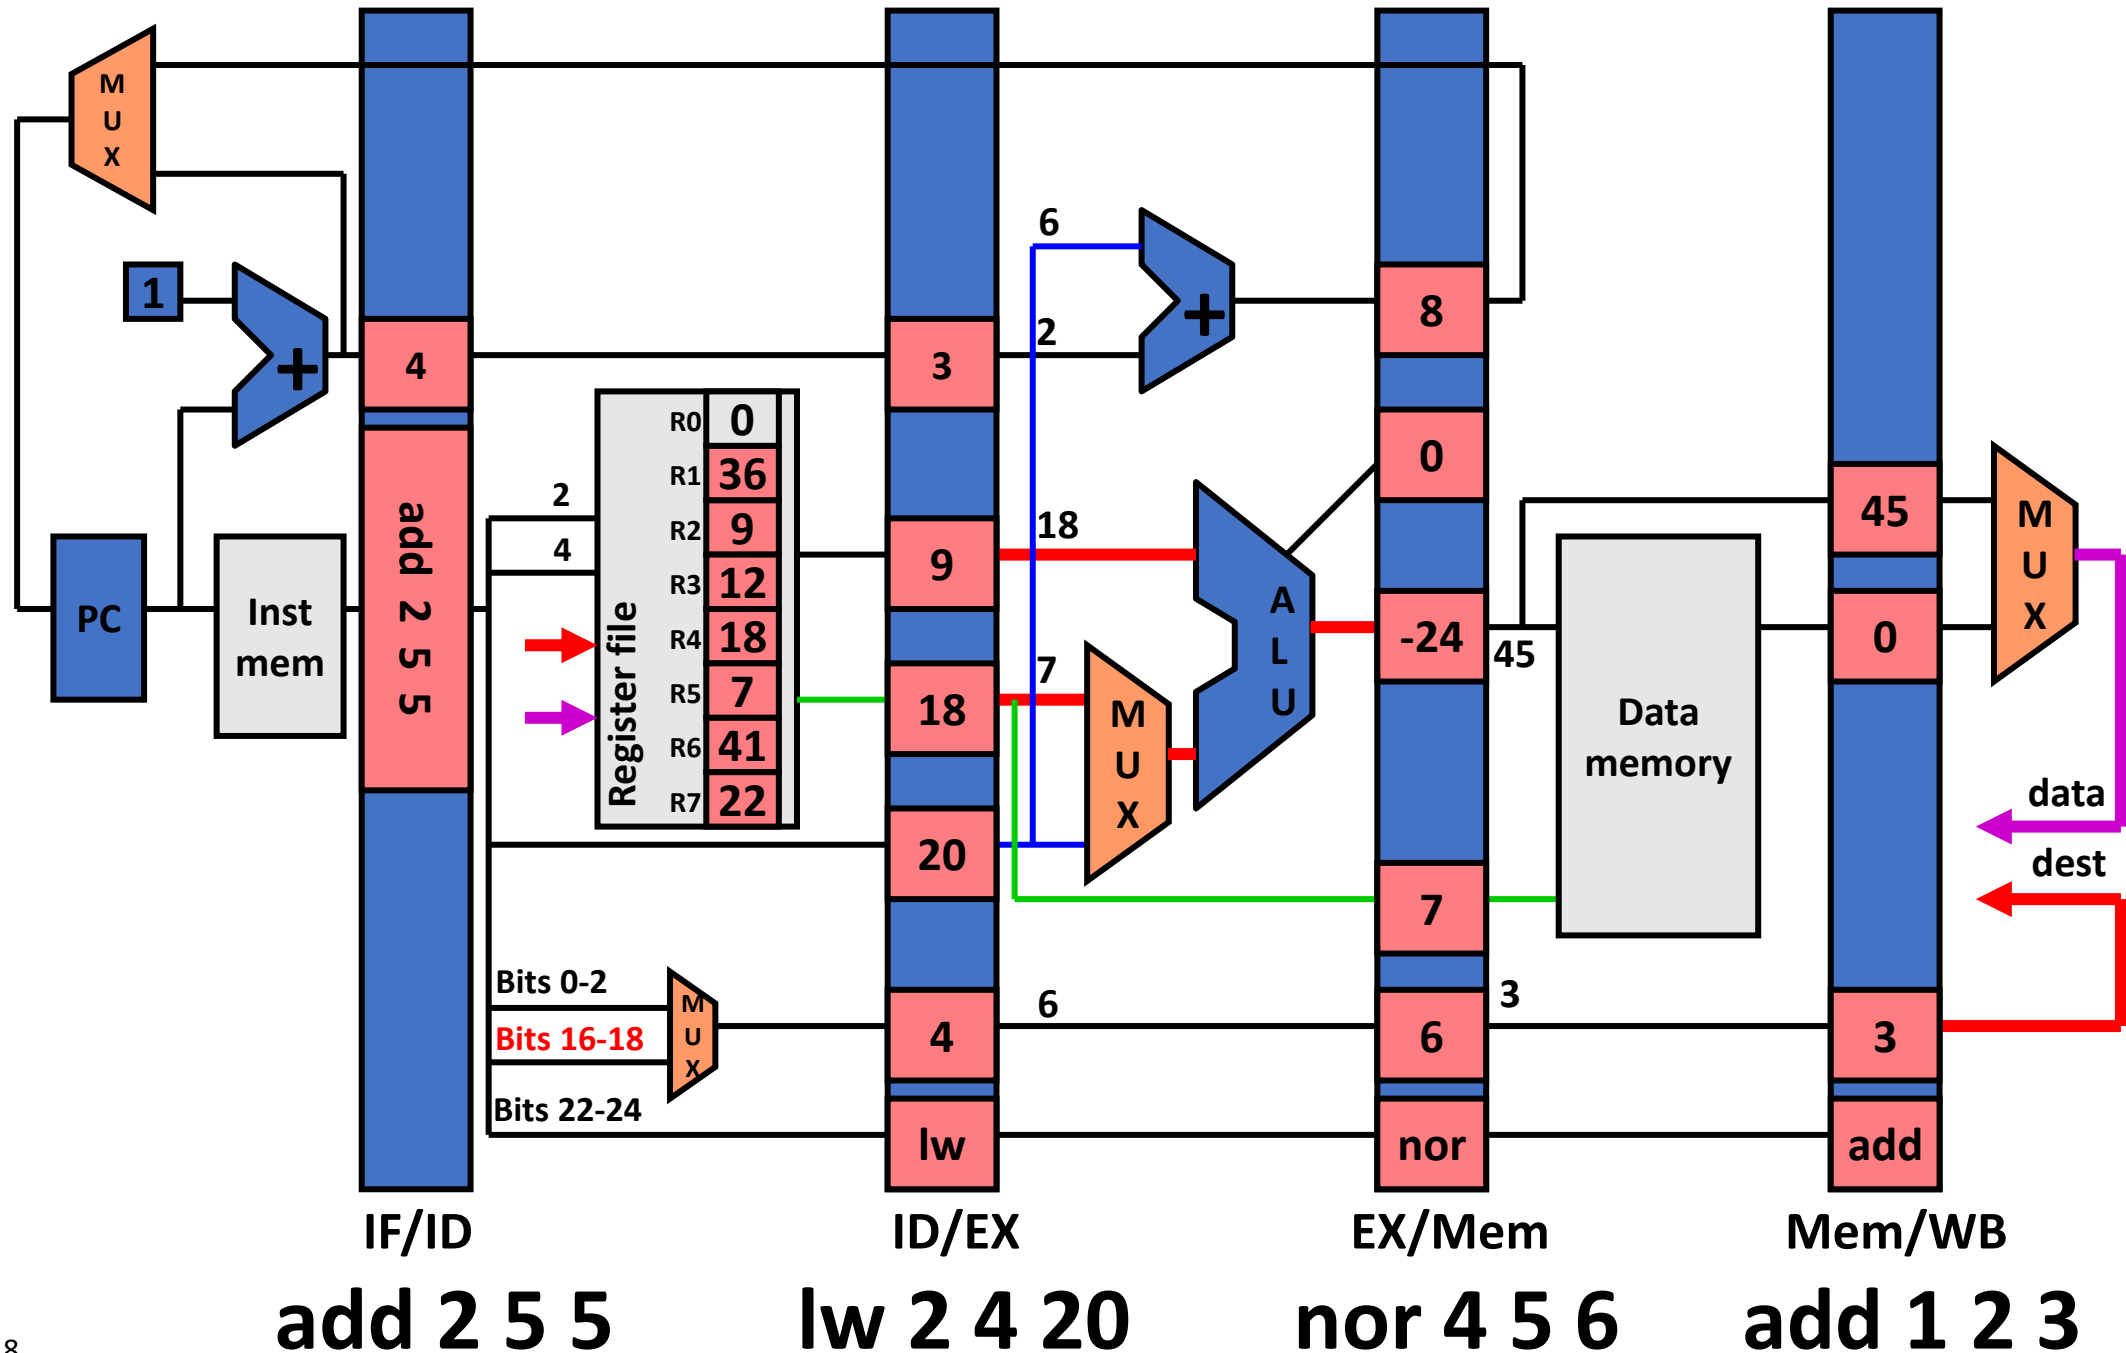 M
U
X
1
+
4
add 2 5 5
PC
Inst
mem
2
4
Register file
R0 0
R1 36
R2 9
R3 12
R4 18
R5 7
R6 41
R7 22
Bits 0-2
Bits 16-18
Bits 22-24
M
U
X
3
9
18
20
4
lw
6
2
18
7
6
+
M
U
X
A
L
U
8
0
-24
7
6
nor
45
3
Data
memory
45
0
3
add
M
U
X
data
dest
IF/ID ID/EX EX/Mem Mem/WB
add 2 5 5 lw 2 4 20 nor 4 5 6 add 1 2 3
8